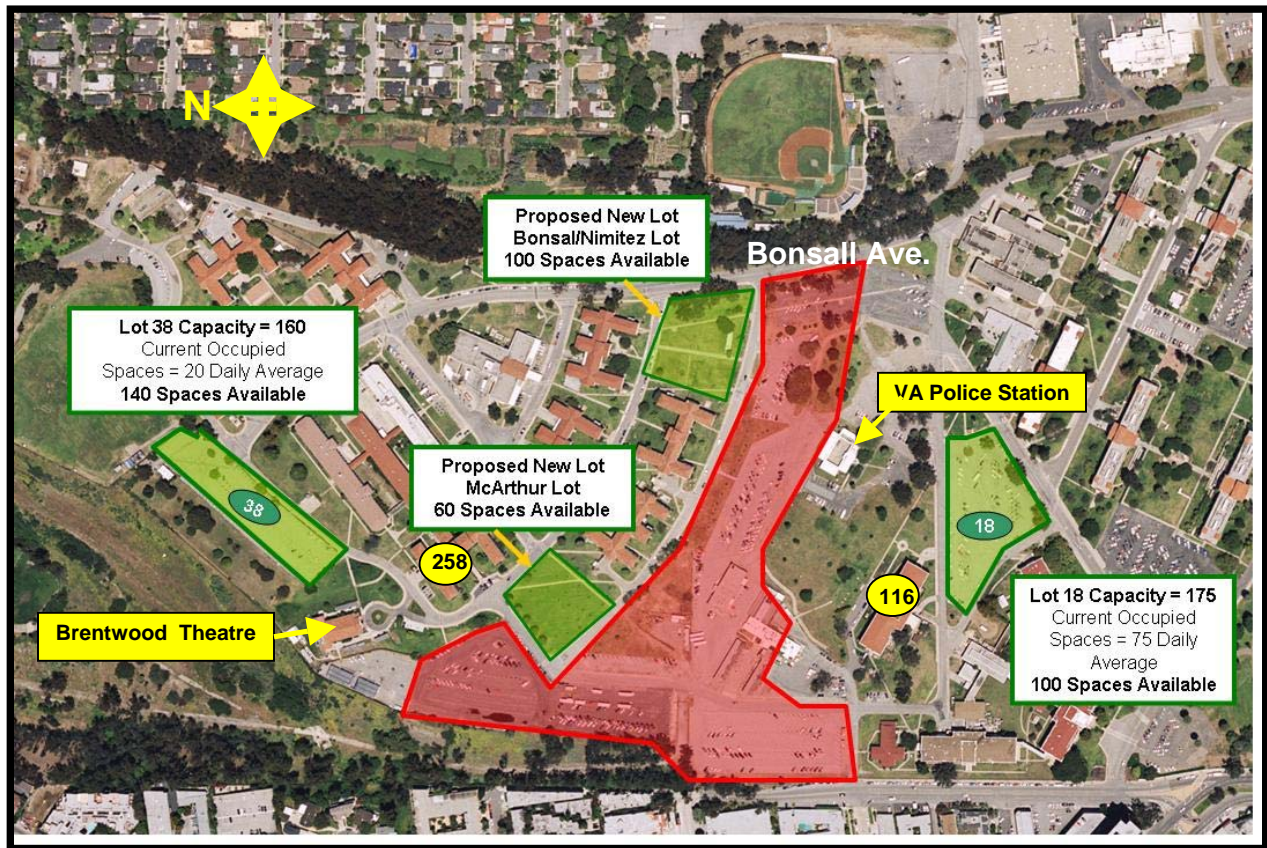 N
Proposed New Lot
Bonsal/Nimitez Lot
100 Spaces Available
Bonsall Ave.
Lot 38 Capacity = 160
Current Occupied
Spaces = 20 Daily Average
140 Spaces Available
VA Police Station
Proposed New Lot
McArthur Lot
60 Spaces Available
38
18
258
116
Brentwood Theatre
Lot 18 Capacity = 175
Current Occupied
Spaces = 75 Daily
Average
100 Spaces Available